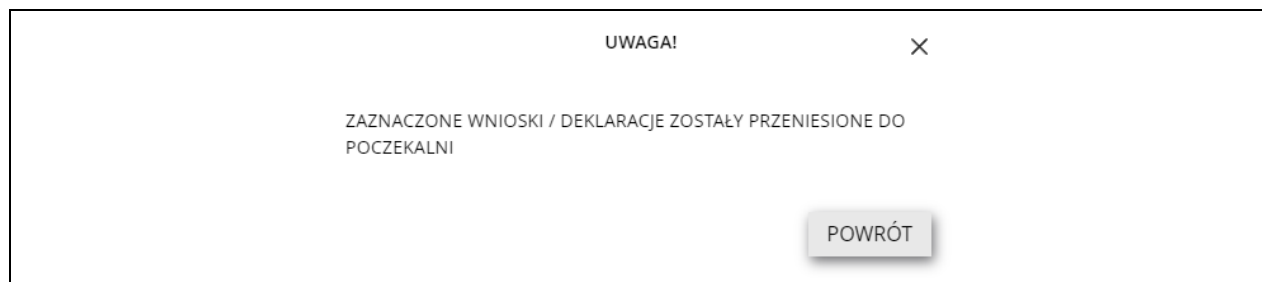 UWAGA!
ZAZNACZONE WNIOSKI / DEKLARACJE ZOSTAŁY PRZENIESIONE DO
POCZEKALNI
POWRÓT